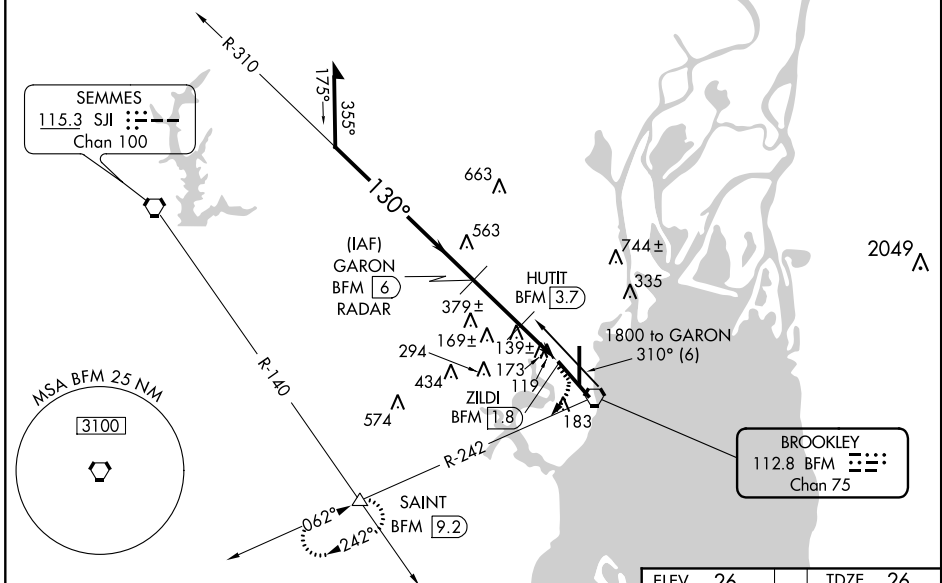 R-310
175°
355°
SEMMES
115.3 SJI
Chan 100
130°
663
563
(IAF)
GARON
BFM 6
RADAR
HUTIT
BFM 3.7
744±
335
2049
379±
169±
139±
173
119
294
434
574
1800 to GARON
310° (6)
ZILDI
BFM 1.8
183
R-140
R-242
MSA BFM 25 NM
3100
BROOKLEY
112.8 BFM
Chan 75
SAINT
BFM 9.2
062°
242°
ELEV 26
TDZE 26